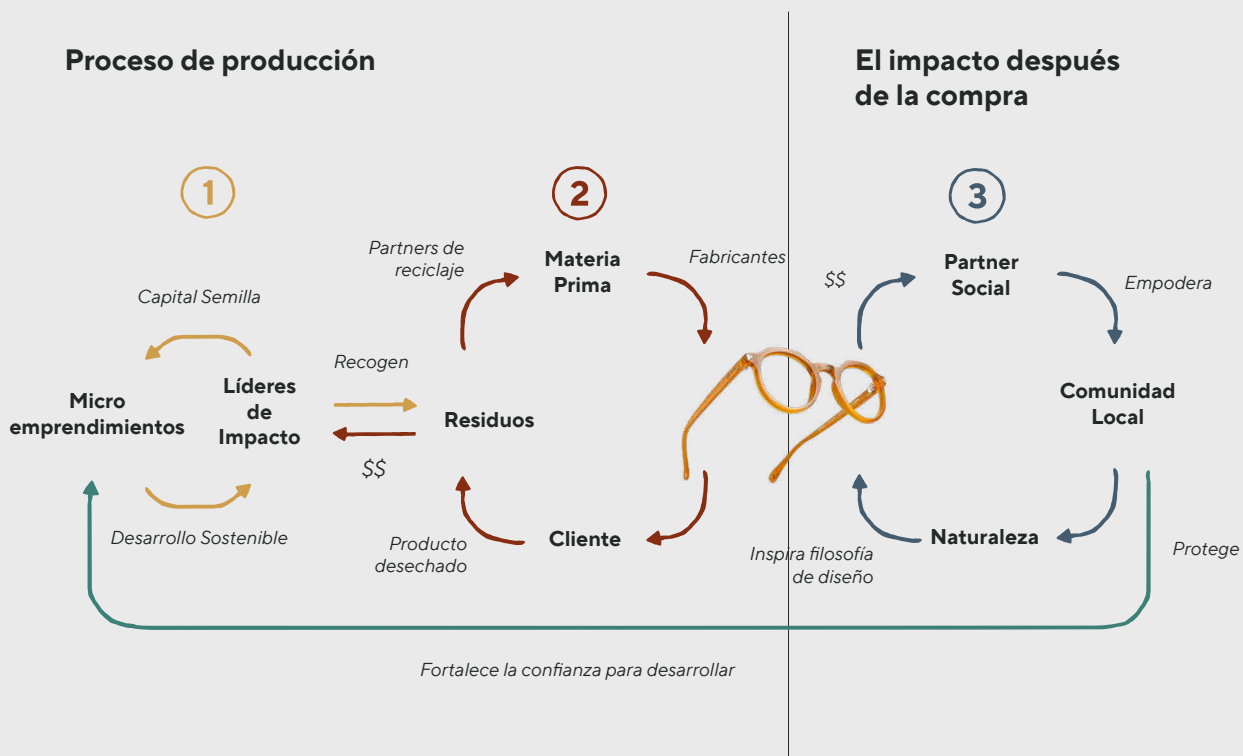 Proceso de producción
El impacto después
de la compra
1
2
3
Capital Semilla
Micro
emprendimientos
Líderes
de
Impacto
Desarrollo Sostenible
Recogen
$$
Residuos
Partners de
reciclaje
Materia
Prima
Fabricantes
Cliente
Producto
desechado
$$
Partner
Social
Empodera
Comunidad
Local
Protege
Naturaleza
Inspira filosofía
de diseño
Fortalece la confianza para desarrollar